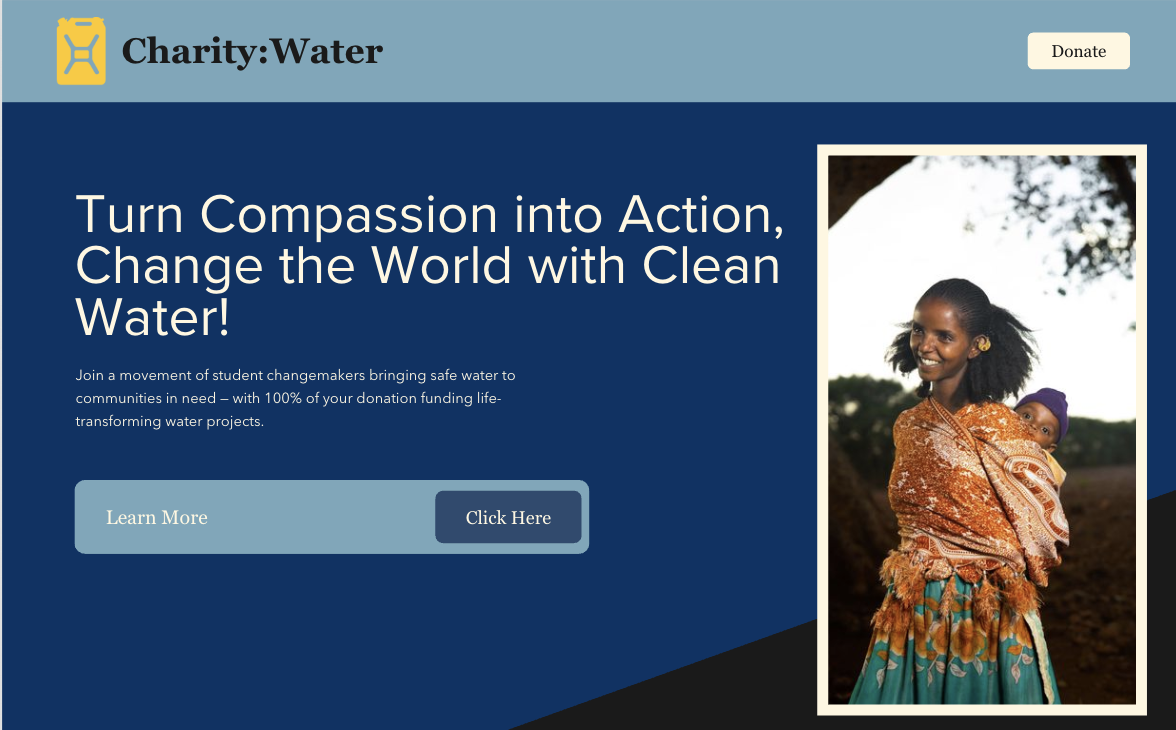 Charity:Water
Donate
Turn Compassion into Action,
Change the World with Clean
Water!
Join a movement of student changemakers bringing safe water to
communities in need – with 100% of your donation funding life-
transforming water projects.
Learn More
Click Here